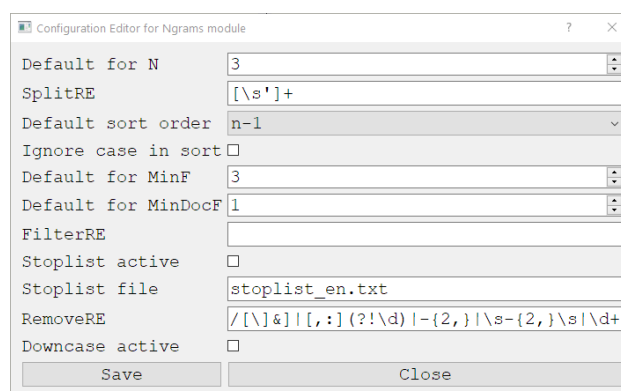 Configuration Editor for Ngrams module ? ×
Default for N 3
SplitRE [\s']+
Default sort order n-1
Ignore case in sort
Default for MinF 3
Default for MinDocF 1
FilterRE
Stoplist active
Stoplist file stoplist_en.txt
RemoveRE /[\]&]|[,:](?!\d)|-{2,}|\s-{2,}\s|\d+
Downcase active
Save Close